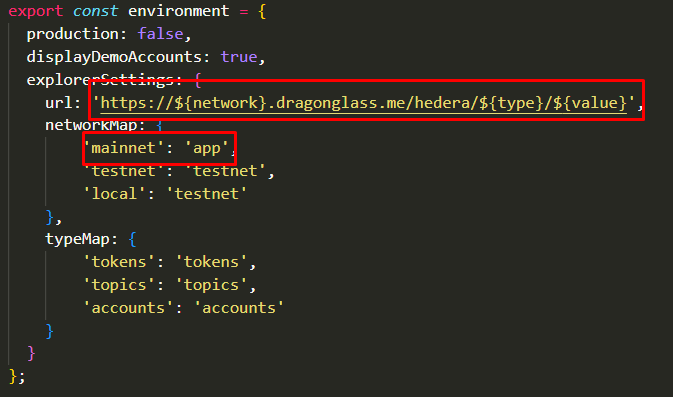 export const environment = {
production: false,
displayDemoAccounts: true,
explorerSettings: {
url: 'https://${network}.dragonglass.me/hedera/${type}/${value}',
networkMap: {
'mainnet': 'app',
'testnet': 'testnet',
'local': 'testnet'
},
typeMap: {
'tokens': 'tokens',
'topics': 'topics',
'accounts': 'accounts'
}
}
};